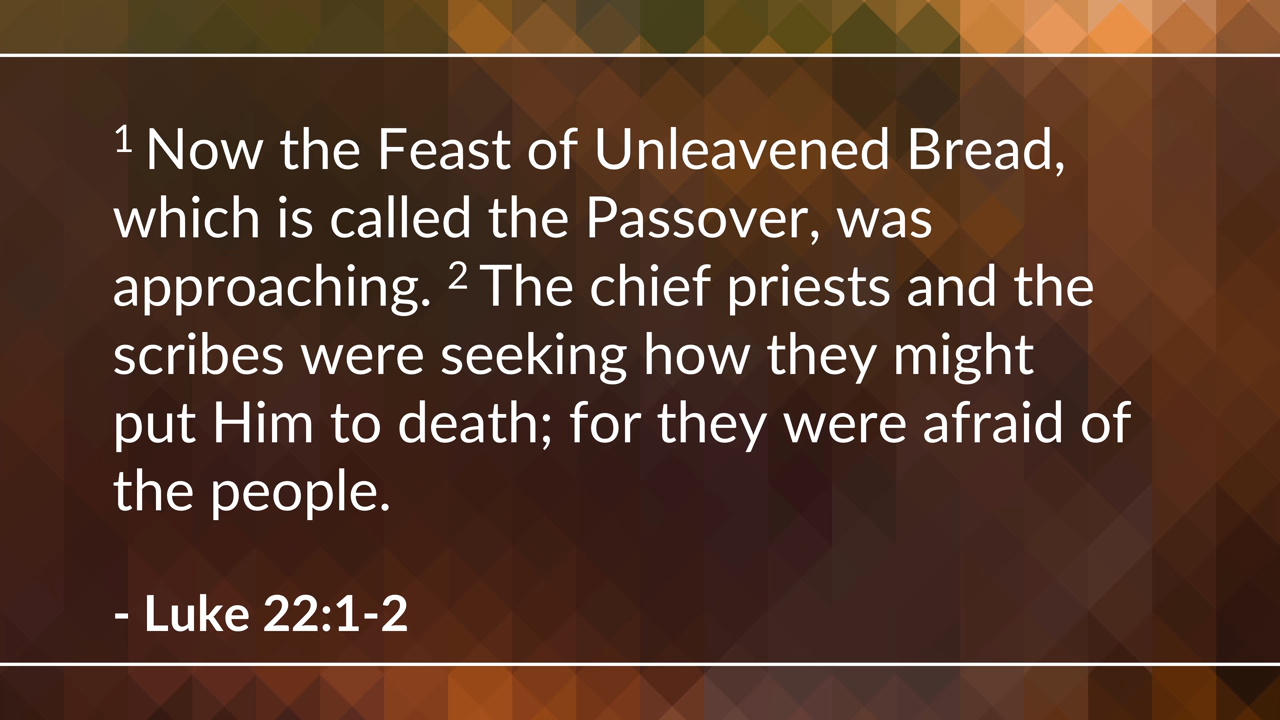 1 Now the Feast of Unleavened Bread,
which is called the Passover, was
approaching. 2 The chief priests and the
scribes were seeking how they might
put Him to death; for they were afraid of
the people.
- Luke 22:1-2